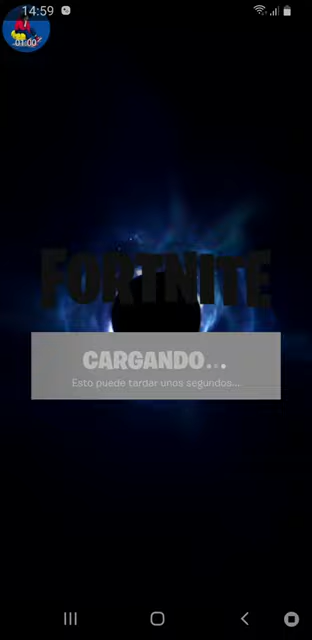 14:59
01:00
FORTNITE
CARGANDO...
Esto puede tardar unos segundos...